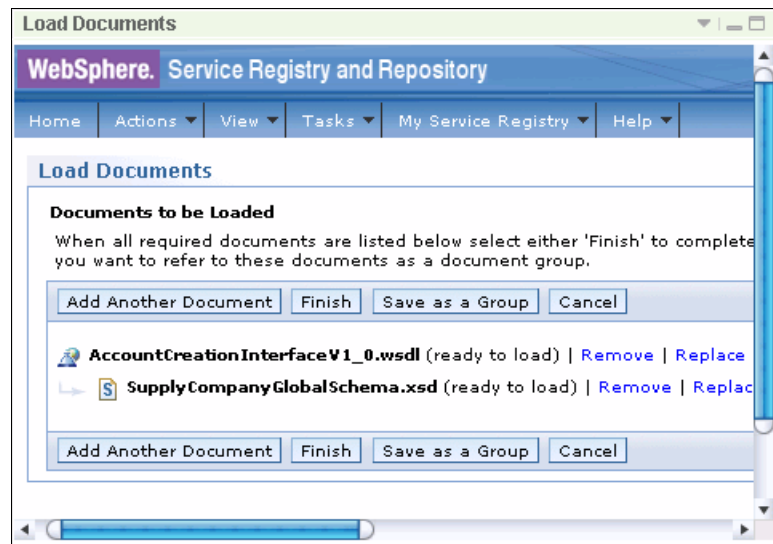 Load Documents
WebSphere. Service Registry and Repository
Home Actions View Tasks My Service Registry Help
Load Documents
Documents to be Loaded
When all required documents are listed below select either 'Finish' to complete
you want to refer to these documents as a document group.
Add Another Document Finish Save as a Group Cancel
AccountCreationInterfaceV1_0.wsdl (ready to load) | Remove | Replace
SupplyCompanyGlobalSchema.xsd (ready to load) | Remove | Replac
Add Another Document Finish Save as a Group Cancel